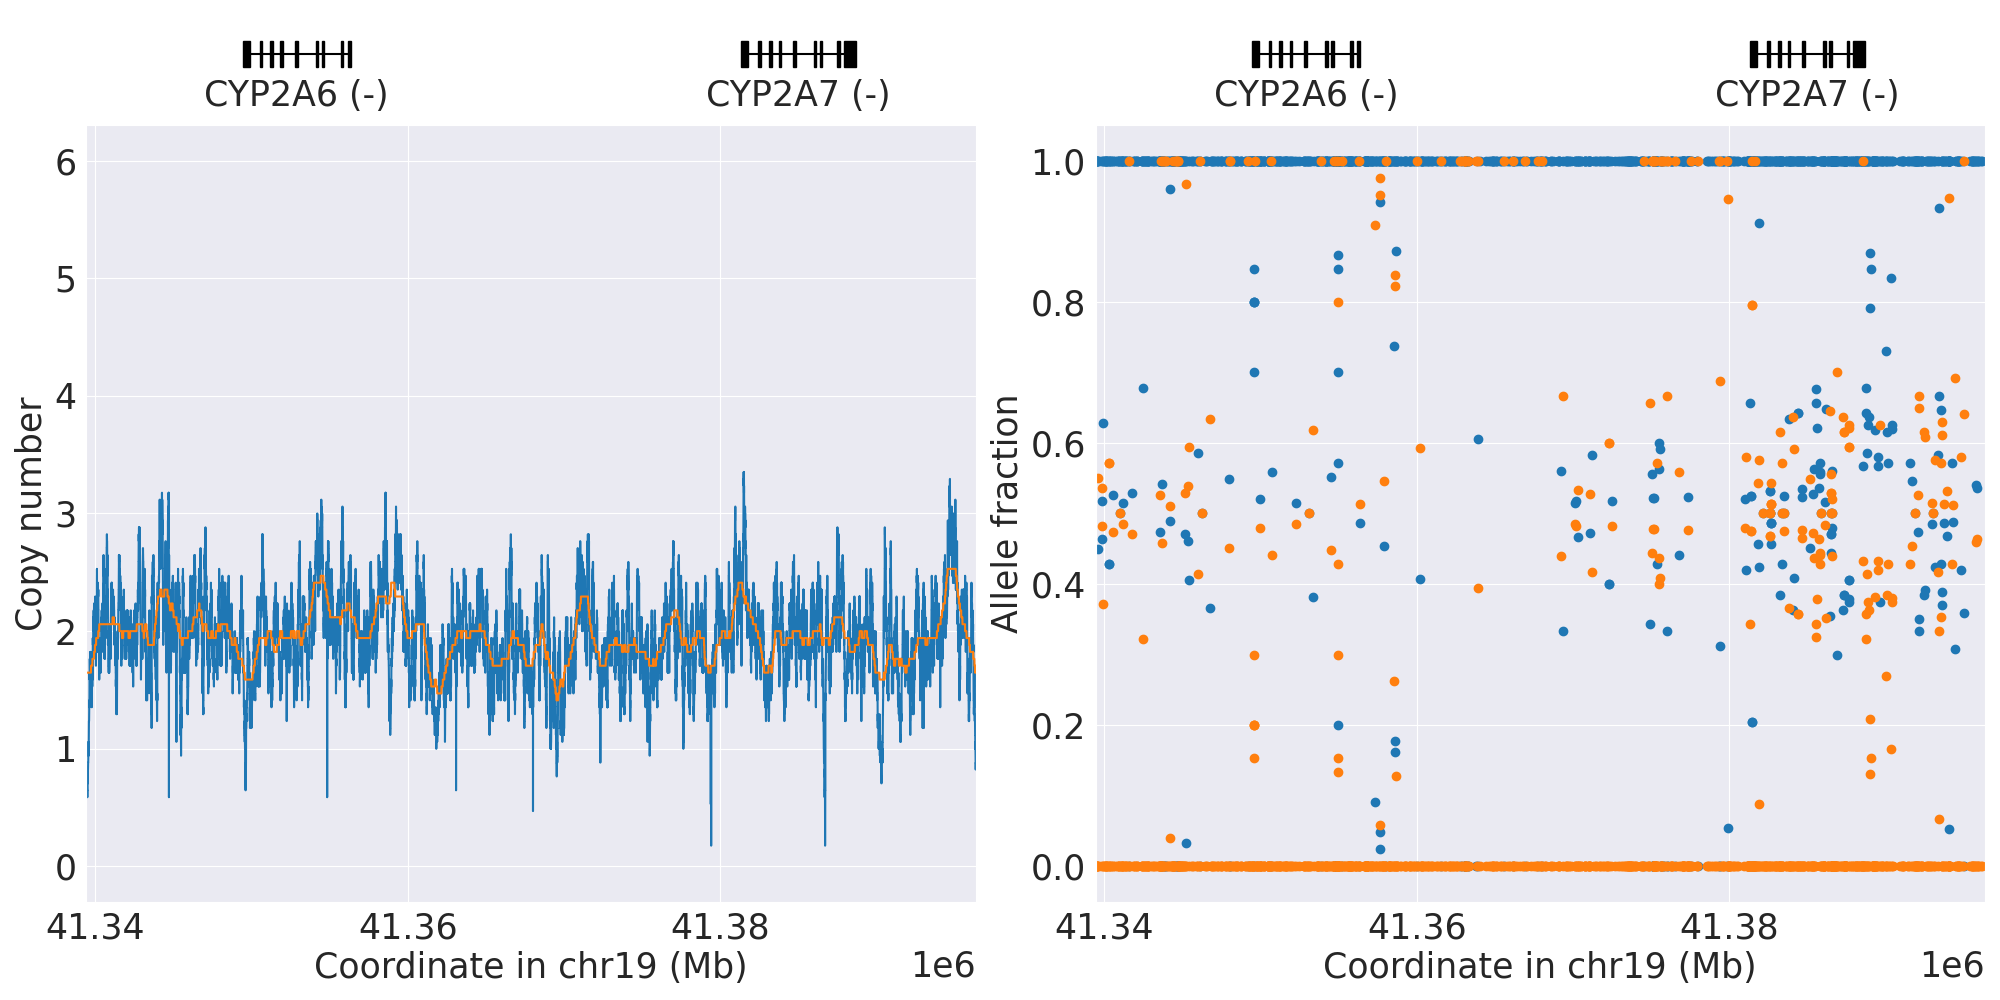 CYP2A6 (-)
CYP2A7 (-)
Copy number
6
5
4
3
2
1
0
41.34
41.36
41.38
Coordinate in chr19 (Mb)
1e6
CYP2A6 (-)
CYP2A7 (-)
Allele fraction
1.0
0.8
0.6
0.4
0.2
0.0
41.34
41.36
41.38
Coordinate in chr19 (Mb)
1e6